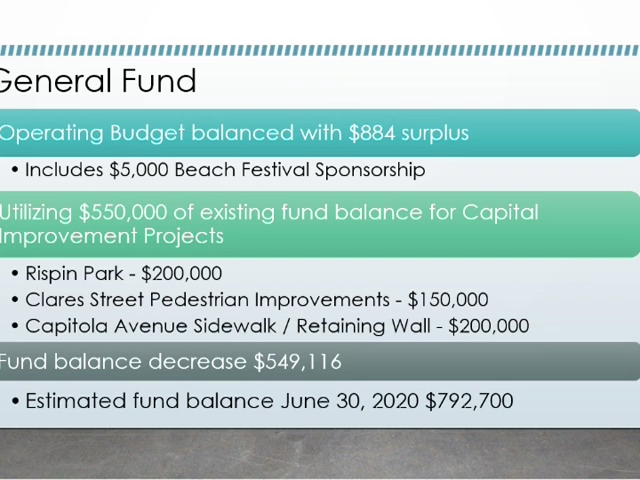 General Fund
Operating Budget balanced with $884 surplus
• Includes $5,000 Beach Festival Sponsorship
Utilizing $550,000 of existing fund balance for Capital
Improvement Projects
• Rispin Park - $200,000
• Clares Street Pedestrian Improvements - $150,000
• Capitola Avenue Sidewalk / Retaining Wall - $200,000
Fund balance decrease $549,116
• Estimated fund balance June 30, 2020 $792,700